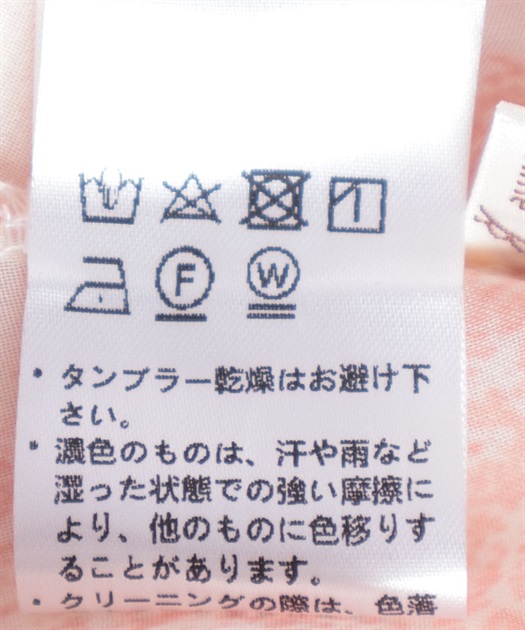 F W
・タンブラー乾燥はお避け下
さい。
・濃色のものは、汗や雨など
湿った状態での強い摩擦に
より、他のものに色移りす
ることがあります。
・クリーニングの際は、色落